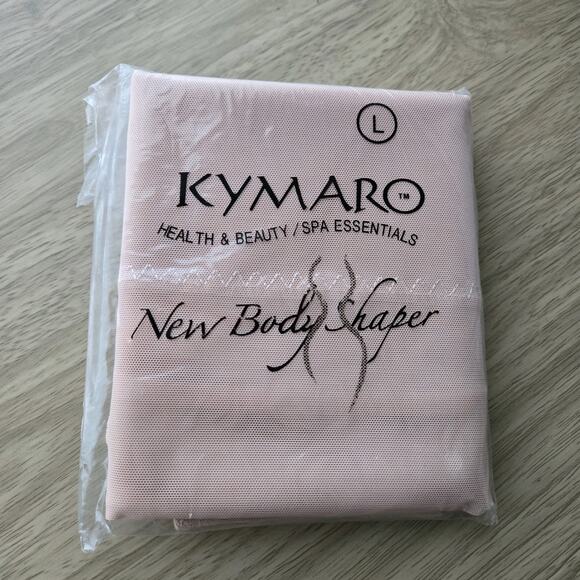 L
KYMARO™
HEALTH & BEAUTY / SPA ESSENTIALS
New Body Shaper